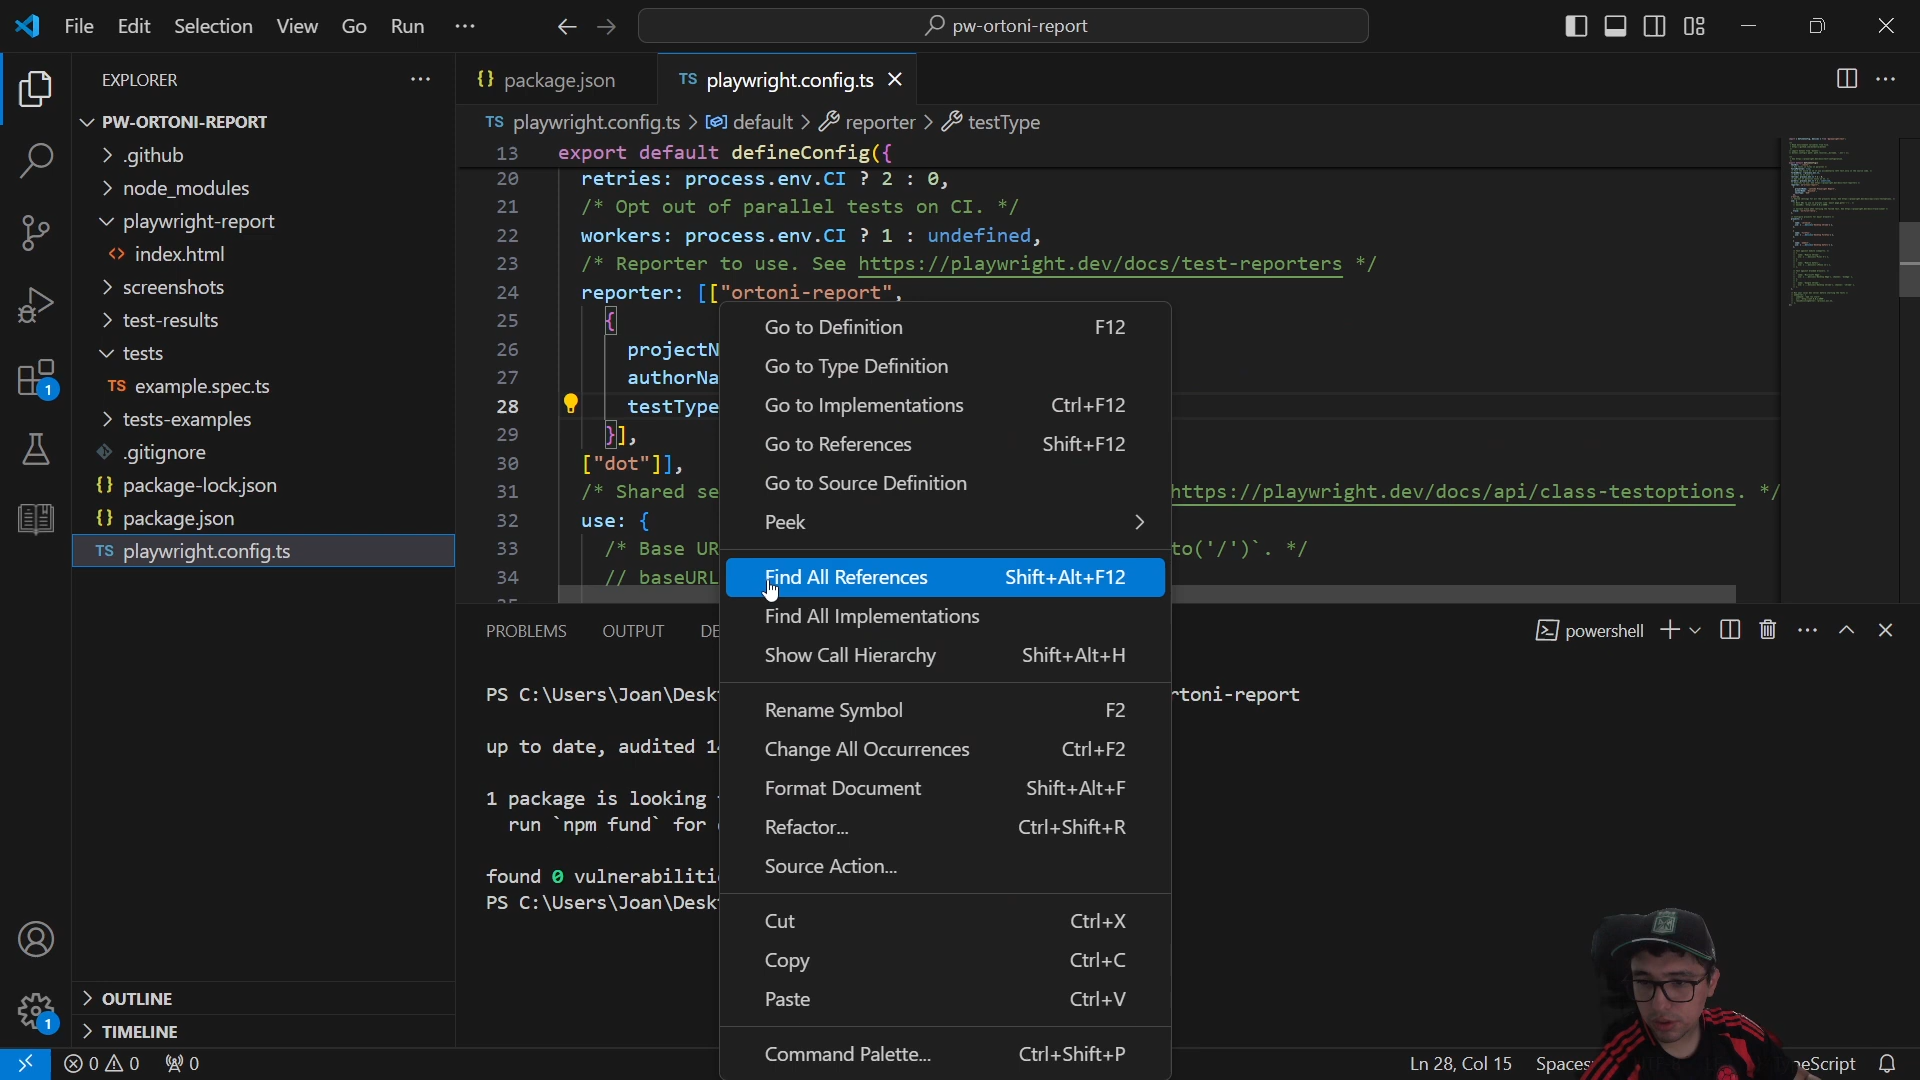 File Edit Selection View Go Run ···
pw-ortoni-report
EXPLORER
PW-ORTONI-REPORT
.github
node_modules
playwright-report
<> index.html
screenshots
test-results
tests
TS example.spec.ts
tests-examples
.gitignore
{} package-lock.json
{} package.json
TS playwright.config.ts
OUTLINE
TIMELINE
1
1
{} package.json
TS playwright.config.ts
TS playwright.config.ts > default > reporter > testType
13 export default defineConfig({
20 retries: process.env.CI ? 2 : 0,
21 /* Opt out of parallel tests on CI. */
22 workers: process.env.CI ? 1 : undefined,
23 /* Reporter to use. See https://playwright.dev/docs/test-reporters */
24 reporter: [["ortoni-report",
25 {
26 projectN
27 authorNa
28 testType
29 }],
30 ["dot"]],
31 /* Shared se https://playwright.dev/docs/api/class-testoptions. */
32 use: {
33 /* Base UR to('/')`. */
34 // baseURL
Go to Definition F12
Go to Type Definition
Go to Implementations Ctrl+F12
Go to References Shift+F12
Go to Source Definition
Peek
Find All References Shift+Alt+F12
Find All Implementations
Show Call Hierarchy Shift+Alt+H
Rename Symbol F2
Change All Occurrences Ctrl+F2
Format Document Shift+Alt+F
Refactor... Ctrl+Shift+R
Source Action...
Cut Ctrl+X
Copy Ctrl+C
Paste Ctrl+V
Command Palette... Ctrl+Shift+P
PROBLEMS OUTPUT DE
powershell
PS C:\Users\Joan\Desk rtoni-report
up to date, audited 1
1 package is looking
run `npm fund` for
found 0 vulnerabiliti
PS C:\Users\Joan\Desk
0 0 0
Ln 28, Col 15 Spaces eScript